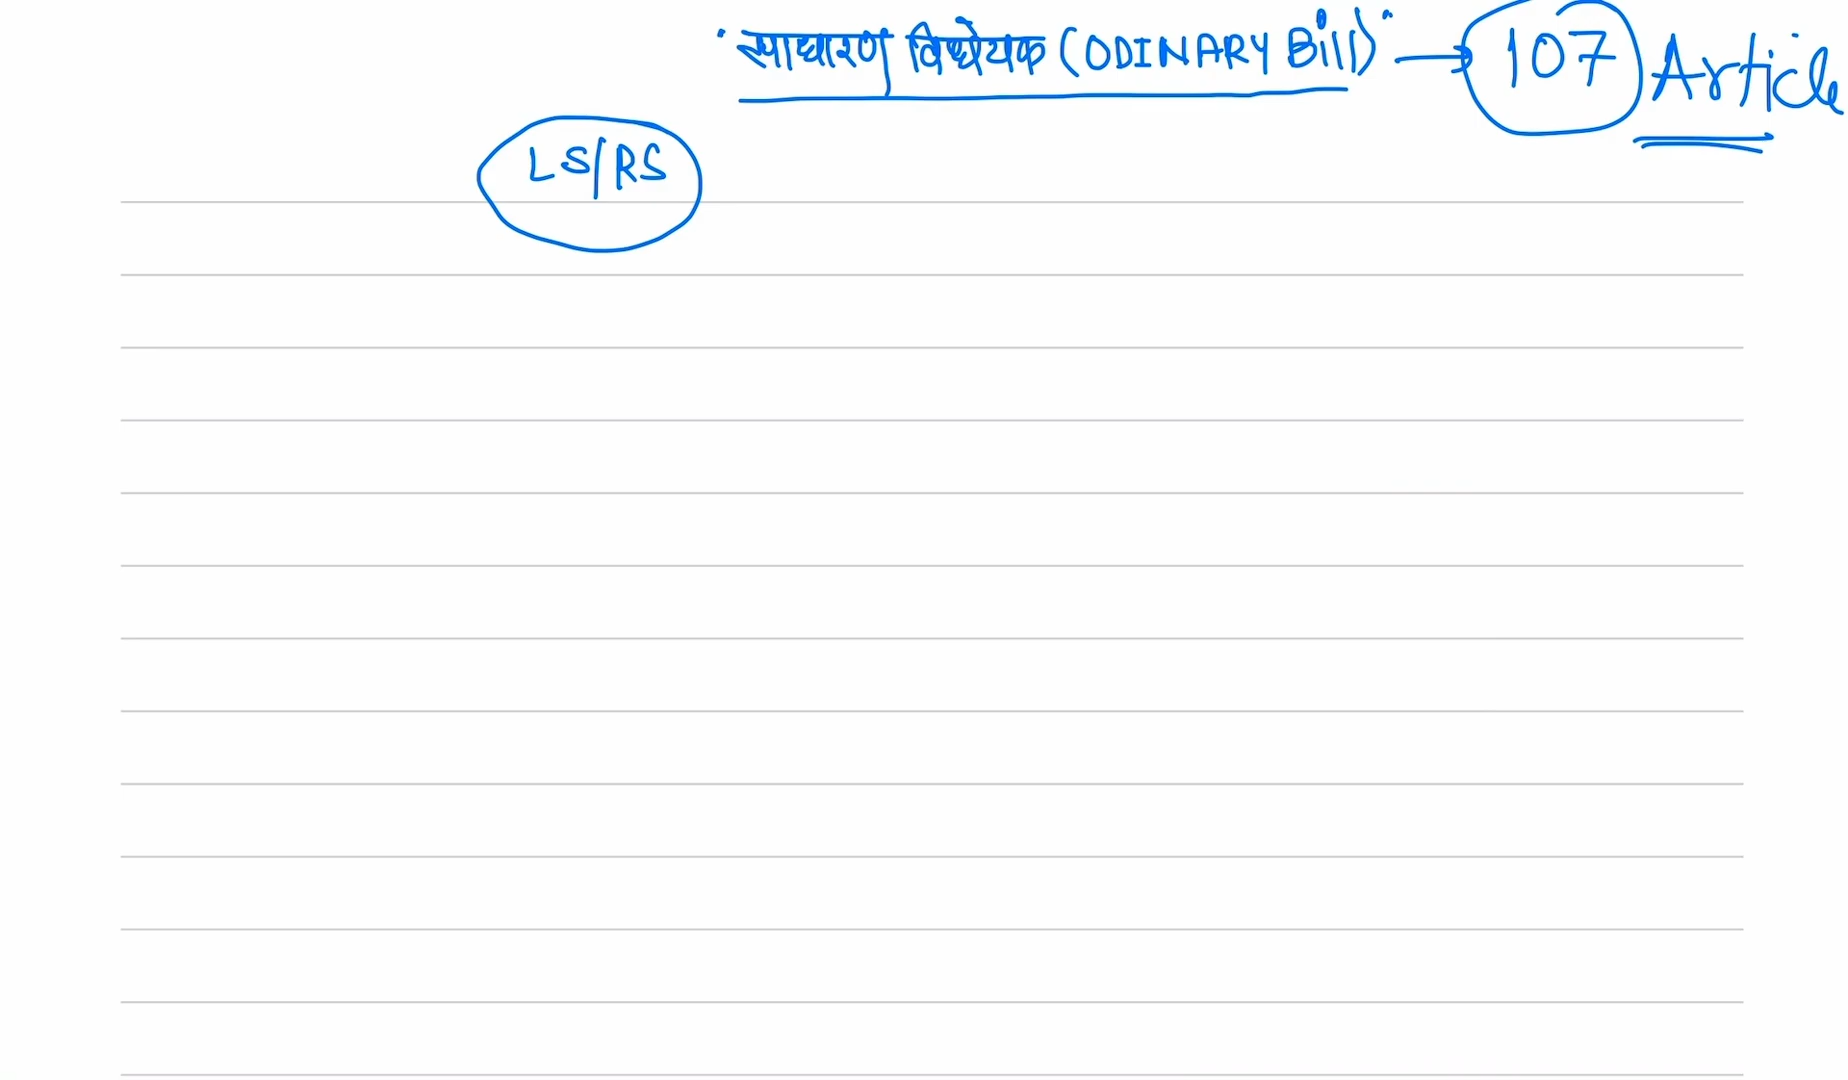 "साधारण विधेयक (ODINARY Bill)" → 107 Article
LS/RS